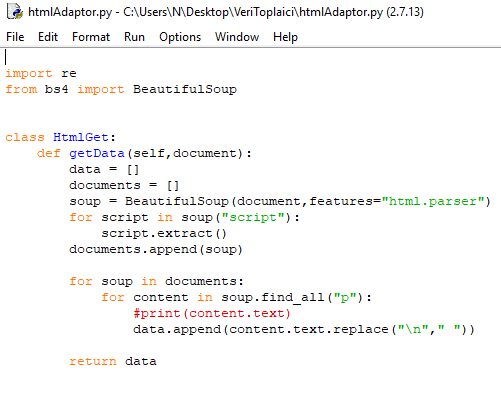 htmlAdaptor.py - C:\Users\N\Desktop\VeriToplaici\htmlAdaptor.py (2.7.13)
File Edit Format Run Options Window Help
import re
from bs4 import BeautifulSoup
class HtmlGet:
    def getData(self,document):
        data = []
        documents = []
        soup = BeautifulSoup(document,features="html.parser")
        for script in soup("script"):
            script.extract()
        documents.append(soup)
        for soup in documents:
            for content in soup.find_all("p"):
                #print(content.text)
                data.append(content.text.replace("\n"," "))
        return data